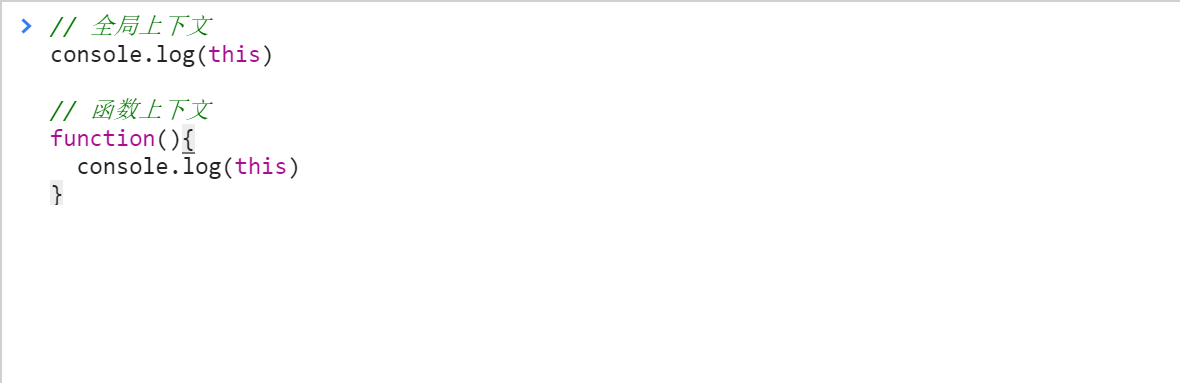 // 全局上下文
console.log(this)
// 函数上下文
function(){
console.log(this)
}